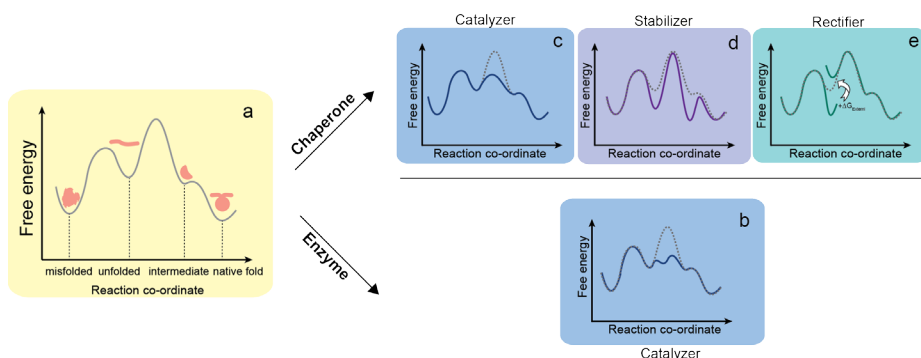 a
Free energy
misfolded unfolded intermediate native fold
Reaction co-ordinate
Chaperone
Enzyme
Catalyzer
c
Free energy
Reaction co-ordinate
Stabilizer
d
Free energy
Reaction co-ordinate
Rectifier
e
Free energy
Reaction co-ordinate
b
Free energy
Reaction co-ordinate
Catalyzer